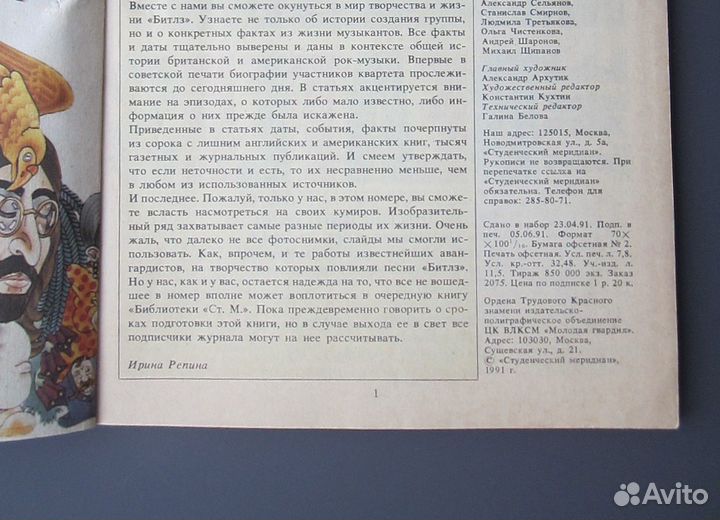 Вместе с нами вы сможете окунуться в мир творчества и жиз-
ни «Битлз». Узнаете не только об истории создания группы,
но и о конкретных фактах из жизни музыкантов. Все факты
и даты тщательно выверены и даны в контексте общей ис-
тории британской и американской рок-музыки. Впервые в
советской печати биографии участников квартета прослежи-
ваются до сегодняшнего дня. В статьях акцентируется вни-
мание на эпизодах, о которых либо мало известно, либо ин-
формация о них прежде была искажена.
Приведенные в статьях даты, события, факты почерпнуты
из сорока с лишним английских и американских книг, тысяч
газетных и журнальных публикаций. И смеем утверждать,
что если неточности и есть, то их несравненно меньше, чем
в любом из использованных источников.
И последнее. Пожалуй, только у нас, в этом номере, вы сможе-
те всласть насмотреться на своих кумиров. Изобразитель-
ный ряд захватывает самые разные периоды их жизни. Очень
жаль, что далеко не все фотоснимки, слайды мы смогли ис-
пользовать. Как, впрочем, и те работы известнейших аван-
гардистов, на творчество которых повлияли песни «Битлз».
Но у нас, как и у вас, остается надежда на то, что все не вошед-
шее в номер вполне может воплотиться в очередную книгу
«Библиотеки «Ст. М.». Пока преждевременно говорить о сро-
ках подготовки этой книги, но в случае выхода ее в свет все
подписчики журнала могут на нее рассчитывать.
Ирина Репина
1
Александр Сельянов,
Станислав Смирнов,
Людмила Третьякова,
Ольга Чистенкова,
Андрей Шаронов,
Михаил Щипанов
Главный художник
Александр Архутик
Художественный редактор
Константин Кухтин
Технический редактор
Галина Белова
Наш адрес: 125015, Москва,
Новодмитровская ул., д. 5а,
«Студенческий меридиан».
Рукописи не возвращаются. При
перепечатке ссылка на
«Студенческий меридиан»
обязательна. Телефон для
справок: 285-80-71.
Сдано в набор 23.04.91. Подп. в
печ. 05.06.91. Формат 70×
×100¹/₁₆. Бумага офсетная № 2.
Печать офсетная. Усл. печ. л. 7,8.
Усл. кр.-отт. 32,48. Уч.-изд. л.
11,5. Тираж 850 000 экз. Заказ
2075. Цена по подписке 1 р. 20 к.
Ордена Трудового Красного
знамени издательско-
полиграфическое объединение
ЦК ВЛКСМ «Молодая гвардия».
Адрес: 103030, Москва,
Сущевская ул., д. 21.
© «Студенческий меридиан»,
1991 г.
Avito